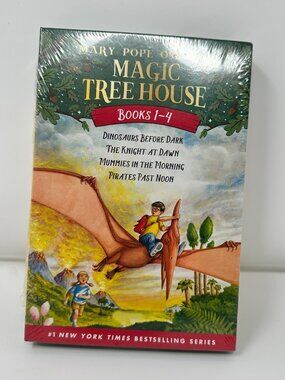 MARY POPE
MAGIC
TREE HOUSE
BOOKS 1–4
DINOSAURS BEFORE DARK
THE KNIGHT AT DAWN
MUMMIES IN THE MORNING
PIRATES PAST NOON
#1 NEW YORK TIMES BESTSELLING SERIES